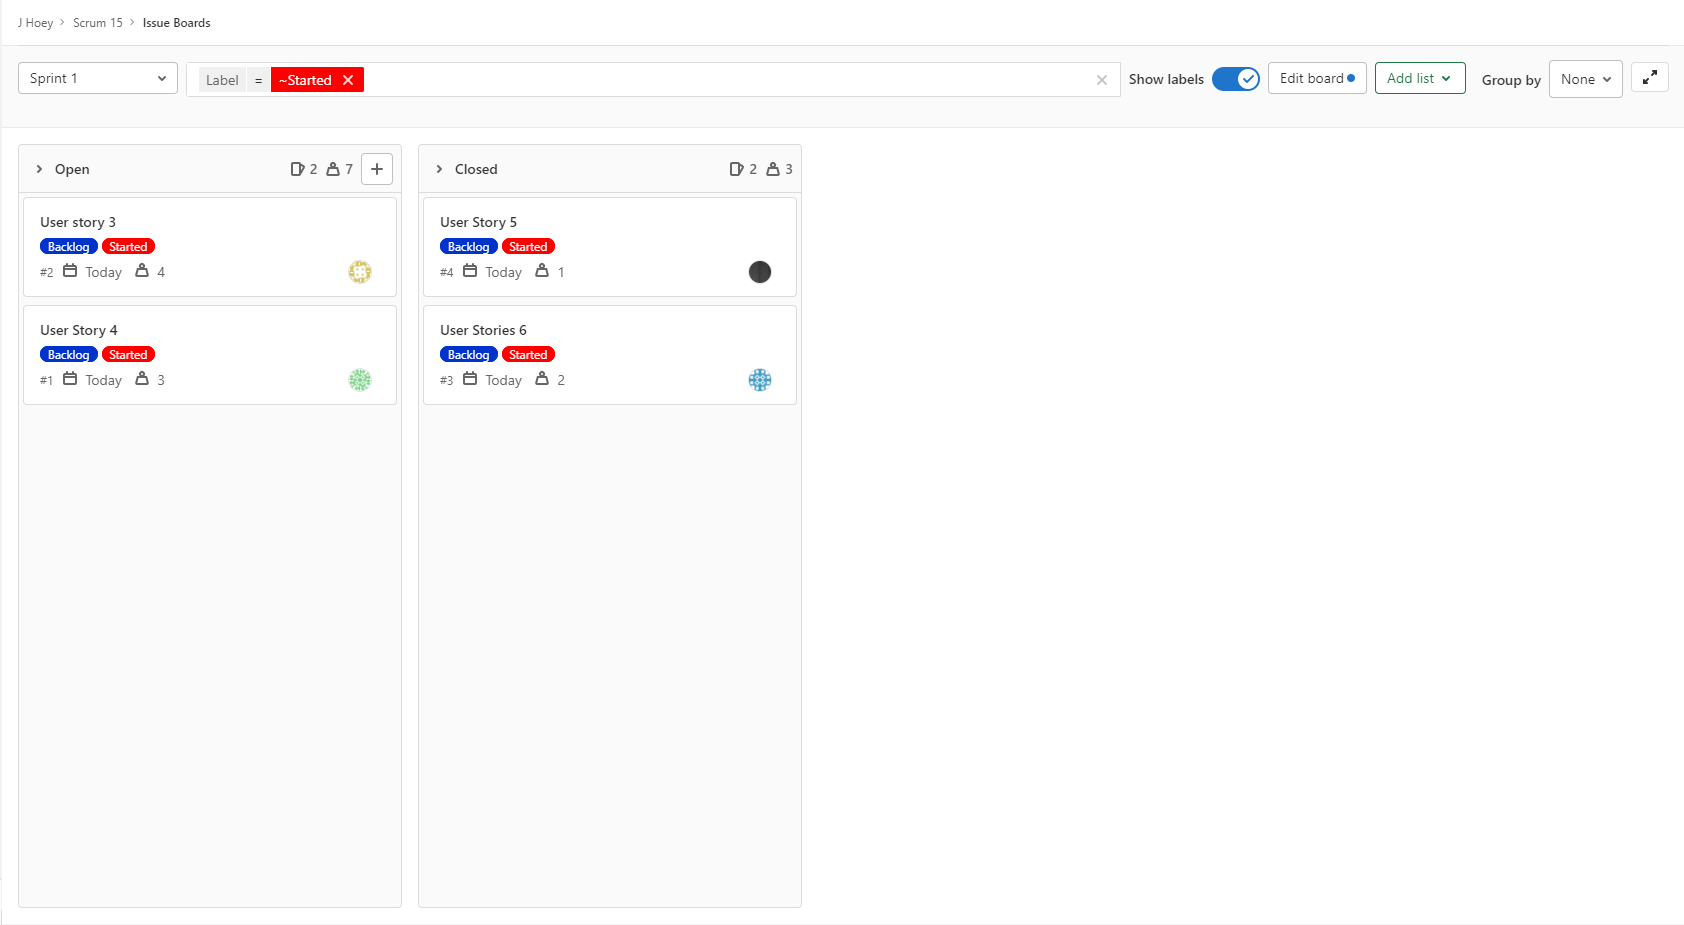 J Hoey > Scrum 15 > Issue Boards
Sprint 1
Label = ~Started
Show labels
Edit board
Add list
Group by
None
Open 2 7
User story 3
Backlog Started
#2 Today 4
User Story 4
Backlog Started
#1 Today 3
Closed 2 3
User Story 5
Backlog Started
#4 Today 1
User Stories 6
Backlog Started
#3 Today 2